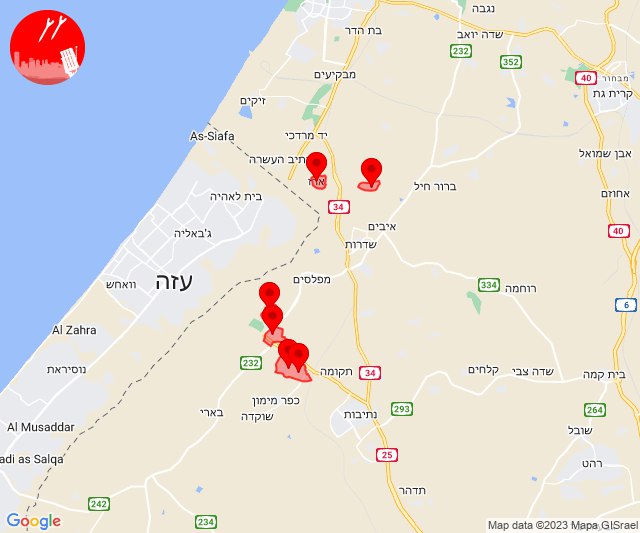 נגבה
בת הדר
שדה יואב
232
352
מבקיעים
40
מבחור
קרית גת
זיקים
As-Siafa
יד מרדכי
אבן שמואל
תיב העשרה
ארז
ברור חיל
אחוזם
בית לאהיה
34
איבים
ג'באליה
40
שדרות
עזה
וואחש
מפלסים
334
רוחמה
6
Al Zahra
נוסיראת
232
תקומה
34
שדה צבי
קלחים
בית קמה
כפר מימון
שוקדה
בארי
נתיבות
293
264
Al Musaddar
שובל
25
adi as Salqa
רהט
תדהר
242
234
Google
Map data ©2023 Mapa GISrael